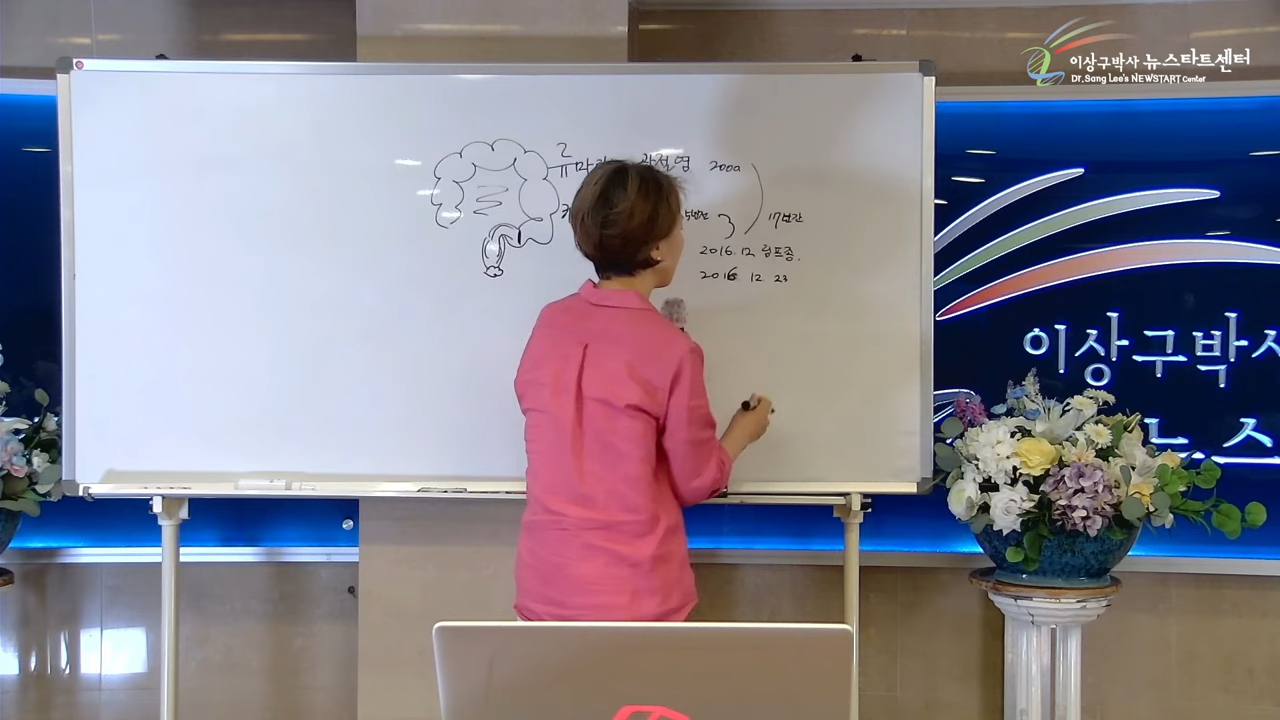 이상구박사 뉴스타트센터
Dr. Sang Lee's NEWSTART Center
류마 관절염 200a
17년간
2016. 12 림프종.
2016 12 23
이상구박사
뉴스